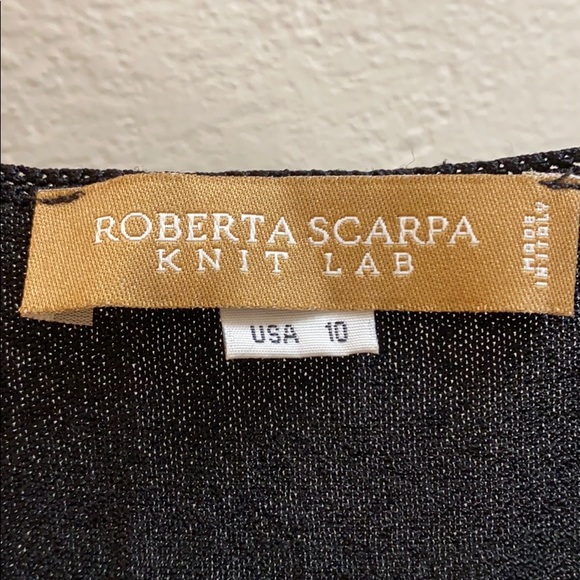 ROBERTA SCARPA
KNIT LAB
MADE
IN ITALY
USA 10